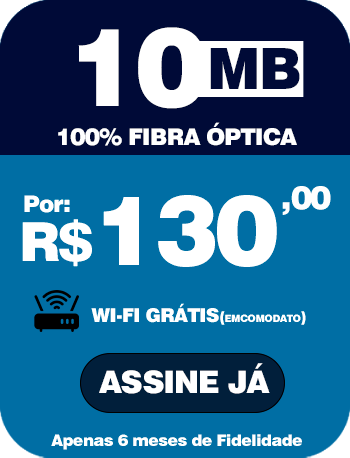 10MB
100% FIBRA ÓPTICA
Por:
R$130,00
WI-FI GRÁTIS(EMCOMODATO)
ASSINE JÁ
Apenas 6 meses de Fidelidade